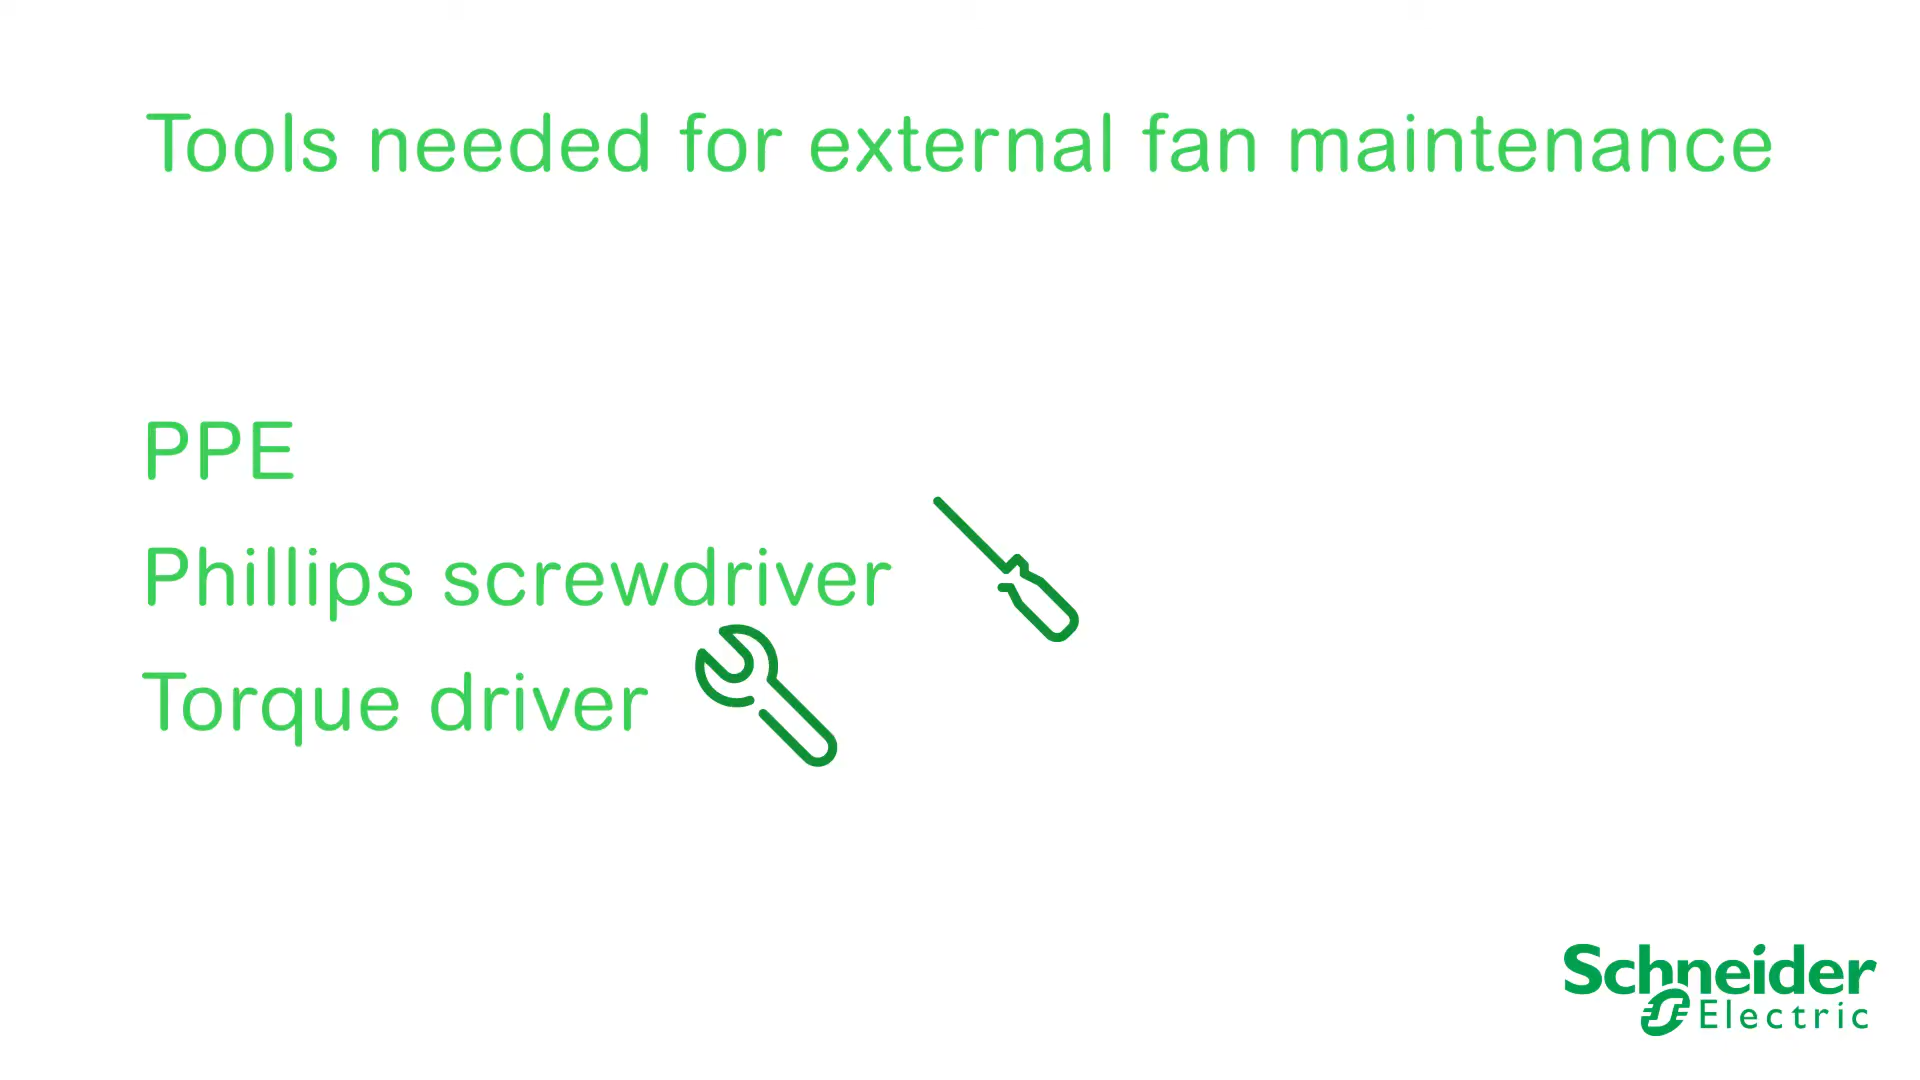 Tools needed for external fan maintenance
PPE
Phillips screwdriver
Torque driver
Schneider
Electric